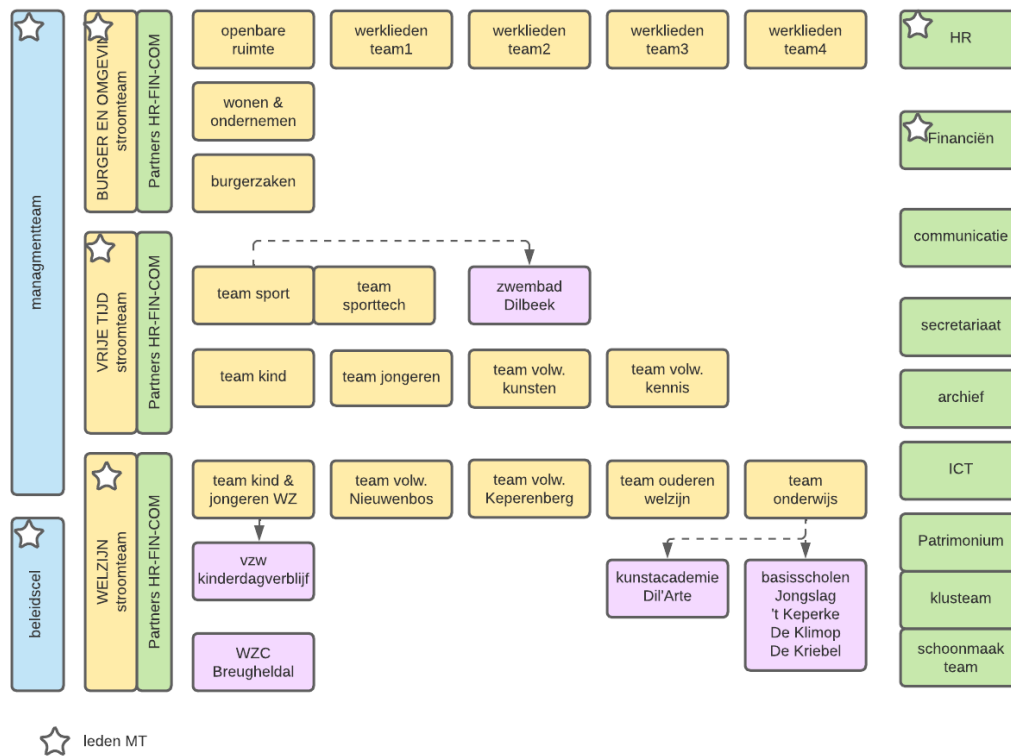 managmentteam
beleidscel
BURGER EN OMGEVIN
stroomteam
Partners HR-FIN-COM
openbare
ruimte
werklieden
team1
werklieden
team2
werklieden
team3
werklieden
team4
wonen &
ondernemen
burgerzaken
VRIJE TIJD
stroomteam
Partners HR-FIN-COM
team sport
team
sporttech
zwembad
Dilbeek
team kind
team jongeren
team volw.
kunsten
team volw.
kennis
WELZIJN
stroomteam
Partners HR-FIN-COM
team kind &
jongeren WZ
team volw.
Nieuwenbos
team volw.
Keperenberg
team ouderen
welzijn
team
onderwijs
vzw
kinderdagverblijf
kunstacademie
Dil'Arte
basisscholen
Jongslag
't Keperke
De Klimop
De Kriebel
WZC
Breugheldal
HR
Financiën
communicatie
secretariaat
archief
ICT
Patrimonium
klusteam
schoonmaak
team
leden MT